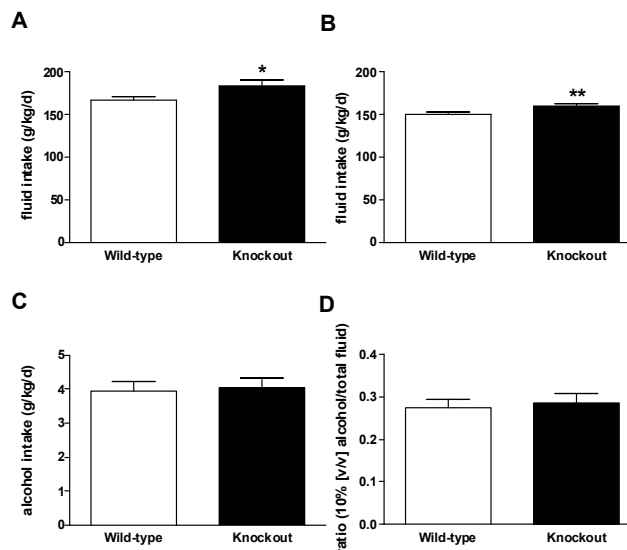 A
B
*
**
fluid intake (g/kg/d)
200
150
100
50
0
Wild-type
Knockout
fluid intake (g/kg/d)
200
150
100
50
0
Wild-type
Knockout
C
D
alcohol intake (g/kg/d)
5
4
3
2
1
0
Wild-type
Knockout
ratio (10% [v/v] alcohol/total fluid)
0.4
0.3
0.2
0.1
0.0
Wild-type
Knockout